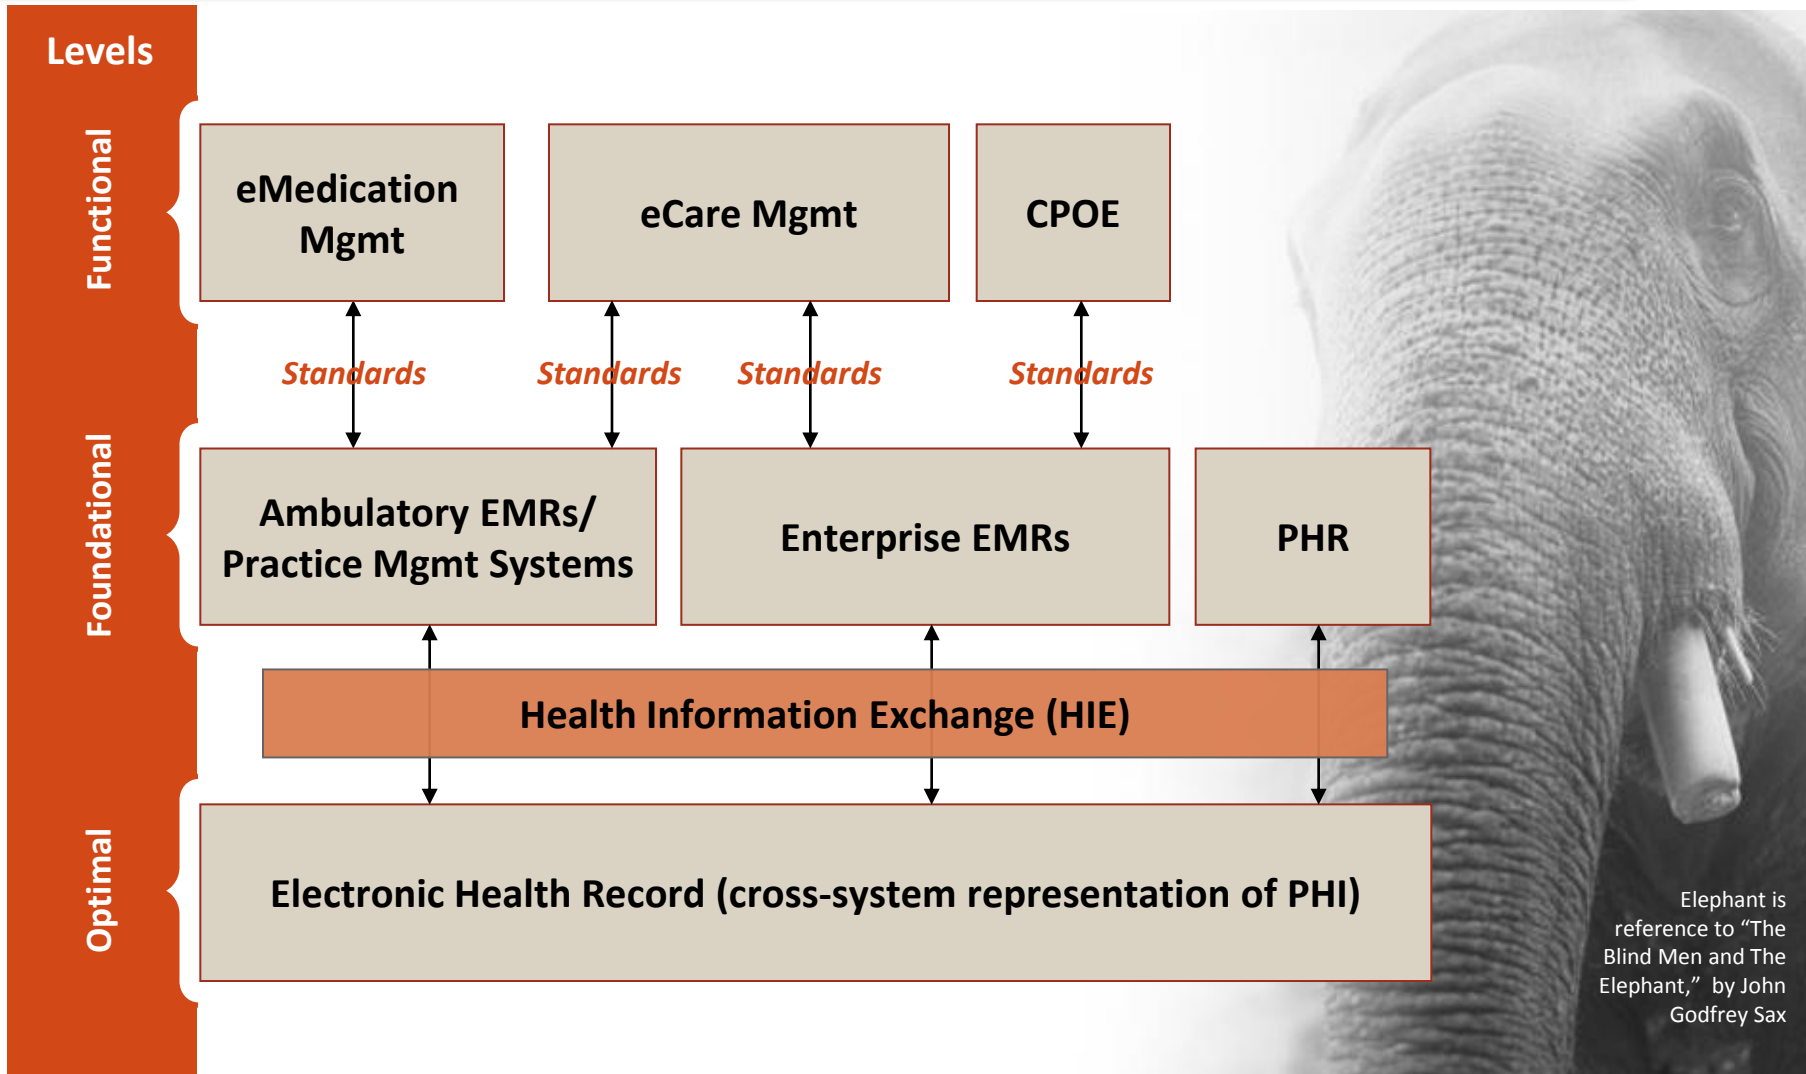 Levels
Functional
eMedication
Mgmt
eCare Mgmt
CPOE
Standards
Standards
Standards
Standards
Foundational
Ambulatory EMRs/
Practice Mgmt Systems
Enterprise EMRs
PHR
Health Information Exchange (HIE)
Optimal
Electronic Health Record (cross-system representation of PHI)
Elephant is
reference to “The
Blind Men and The
Elephant,” by John
Godfrey Sax